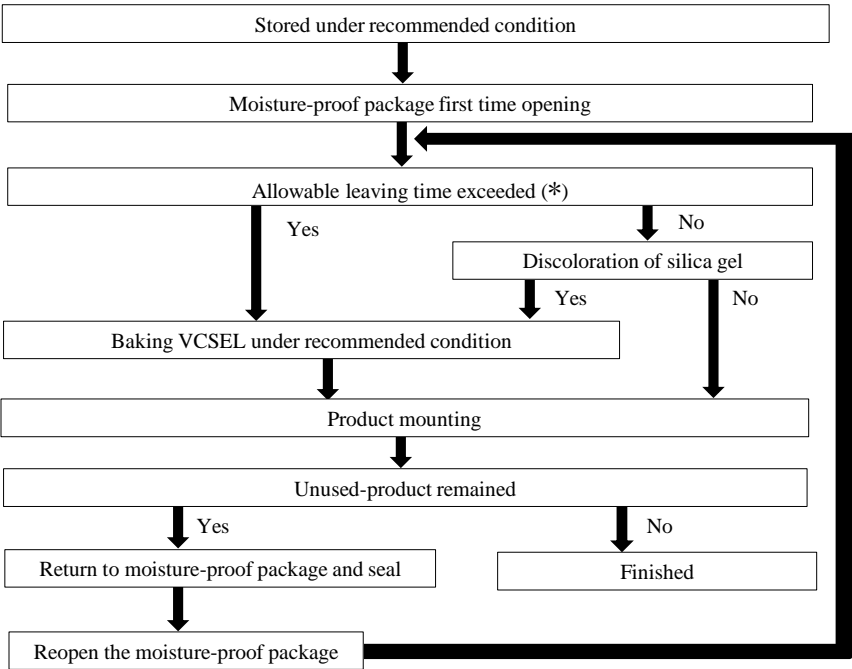 Stored under recommended condition
Moisture-proof package first time opening
Allowable leaving time exceeded (*)
Yes
No
Discoloration of silica gel
Yes
No
Baking VCSEL under recommended condition
Product mounting
Unused-product remained
Yes
No
Return to moisture-proof package and seal
Finished
Reopen the moisture-proof package